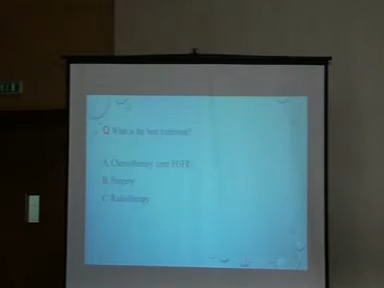 Q What is the best treatment?
A. Chemotherapy
B. Surgery
C. Radiotherapy